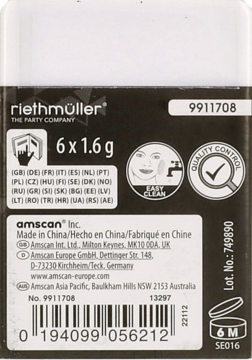 riethmüller
THE PARTY COMPANY
9911708
6 x 1.6 g
EASY
CLEAN
QUALITY CONTROL
(GB) (DE) (FR) (IT) (ES) (NL) (PT)
(PL) (CZ) (HU) (FI) (SE) (DK) (NO)
(RU) (GR) (SI) (SK) (BG) (EE) (LV)
(LT) (RO) (TR) (HR) (UA) (RS) (AE)
Lot. No.: 749890
amscan® Inc.
Made in China/Hecho en China/Fabriqué en Chine
GB Amscan Int. Ltd., Milton Keynes, MK10 0DA, UK
D Amscan Europe GmbH. Dettinger Str. 148,
D-73230 Kirchheim/Teck. Germany
www.amscan-europe.com
Amscan Asia Pacific, Baulkham Hills NSW 2153 Australia
No. 9911708
13297
22112
0 194099 056212
6 M
SE016